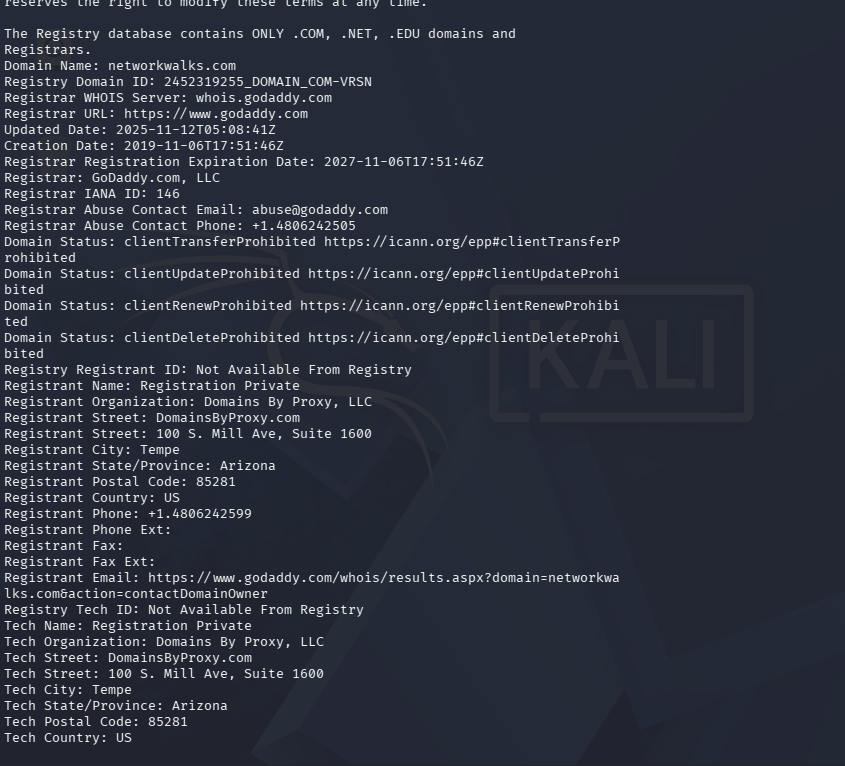 reserves the right to modify these terms at any time.
The Registry database contains ONLY .COM, .NET, .EDU domains and
Registrars.
Domain Name: networkwalks.com
Registry Domain ID: 2452319255_DOMAIN_COM-VRSN
Registrar WHOIS Server: whois.godaddy.com
Registrar URL: https://www.godaddy.com
Updated Date: 2025-11-12T05:08:41Z
Creation Date: 2019-11-06T17:51:46Z
Registrar Registration Expiration Date: 2027-11-06T17:51:46Z
Registrar: GoDaddy.com, LLC
Registrar IANA ID: 146
Registrar Abuse Contact Email: abuse@godaddy.com
Registrar Abuse Contact Phone: +1.4806242505
Domain Status: clientTransferProhibited https://icann.org/epp#clientTransferP
rohibited
Domain Status: clientUpdateProhibited https://icann.org/epp#clientUpdateProhi
bited
Domain Status: clientRenewProhibited https://icann.org/epp#clientRenewProhibi
ted
Domain Status: clientDeleteProhibited https://icann.org/epp#clientDeleteProhi
bited
Registry Registrant ID: Not Available From Registry
Registrant Name: Registration Private
Registrant Organization: Domains By Proxy, LLC
Registrant Street: DomainsByProxy.com
Registrant Street: 100 S. Mill Ave, Suite 1600
Registrant City: Tempe
Registrant State/Province: Arizona
Registrant Postal Code: 85281
Registrant Country: US
Registrant Phone: +1.4806242599
Registrant Phone Ext:
Registrant Fax:
Registrant Fax Ext:
Registrant Email: https://www.godaddy.com/whois/results.aspx?domain=networkwa
lks.com&action=contactDomainOwner
Registry Tech ID: Not Available From Registry
Tech Name: Registration Private
Tech Organization: Domains By Proxy, LLC
Tech Street: DomainsByProxy.com
Tech Street: 100 S. Mill Ave, Suite 1600
Tech City: Tempe
Tech State/Province: Arizona
Tech Postal Code: 85281
Tech Country: US
KALI